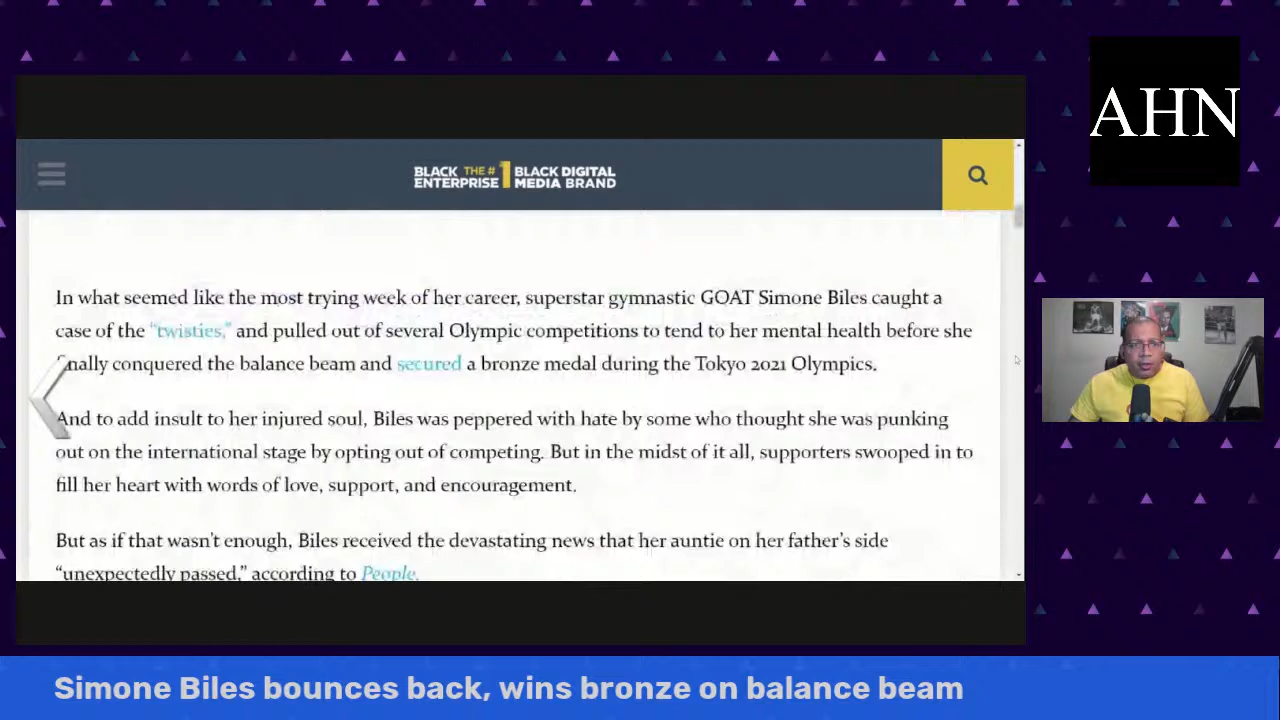 AHN
BLACK THE # 1 BLACK DIGITAL
ENTERPRISE MEDIA BRAND
In what seemed like the most trying week of her career, superstar gymnastic GOAT Simone Biles caught a
case of the “twisties,” and pulled out of several Olympic competitions to tend to her mental health before she
finally conquered the balance beam and secured a bronze medal during the Tokyo 2021 Olympics.
And to add insult to her injured soul, Biles was peppered with hate by some who thought she was punking
out on the international stage by opting out of competing. But in the midst of it all, supporters swooped in to
fill her heart with words of love, support, and encouragement.
But as if that wasn’t enough, Biles received the devastating news that her auntie on her father’s side
“unexpectedly passed,” according to People.
Simone Biles bounces back, wins bronze on balance beam